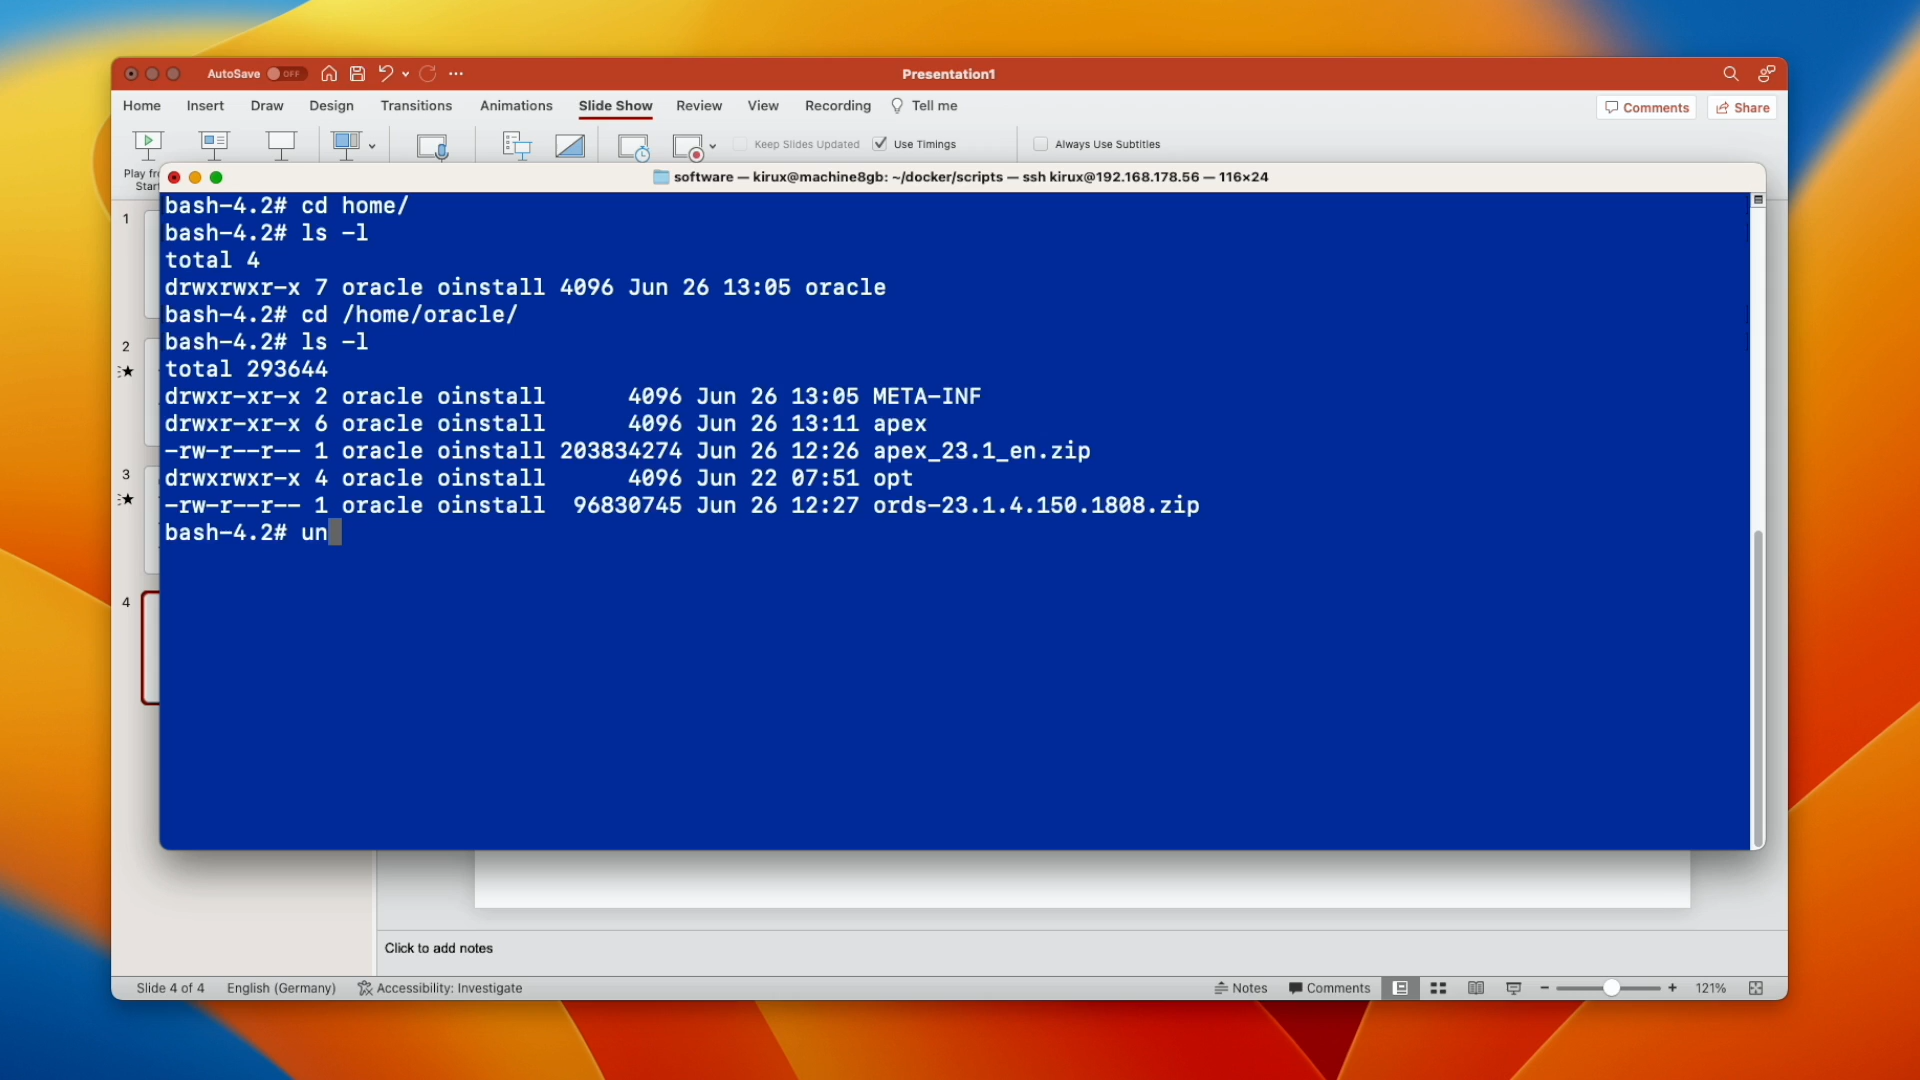 AutoSave OFF
Presentation1
Home Insert Draw Design Transitions Animations Slide Show Review View Recording Tell me Comments Share
Keep Slides Updated Use Timings Always Use Subtitles
Play fr
Start
software — kirux@machine8gb: ~/docker/scripts — ssh kirux@192.168.178.56 — 116×24
bash-4.2# cd home/
bash-4.2# ls -l
total 4
drwxrwxr-x 7 oracle oinstall 4096 Jun 26 13:05 oracle
bash-4.2# cd /home/oracle/
bash-4.2# ls -l
total 293644
drwxr-xr-x 2 oracle oinstall      4096 Jun 26 13:05 META-INF
drwxr-xr-x 6 oracle oinstall      4096 Jun 26 13:11 apex
-rw-r--r-- 1 oracle oinstall 203834274 Jun 26 12:26 apex_23.1_en.zip
drwxrwxr-x 4 oracle oinstall      4096 Jun 22 07:51 opt
-rw-r--r-- 1 oracle oinstall  96830745 Jun 26 12:27 ords-23.1.4.150.1808.zip
bash-4.2# un
1
2
3
4
Click to add notes
Slide 4 of 4 English (Germany) Accessibility: Investigate Notes Comments 121%